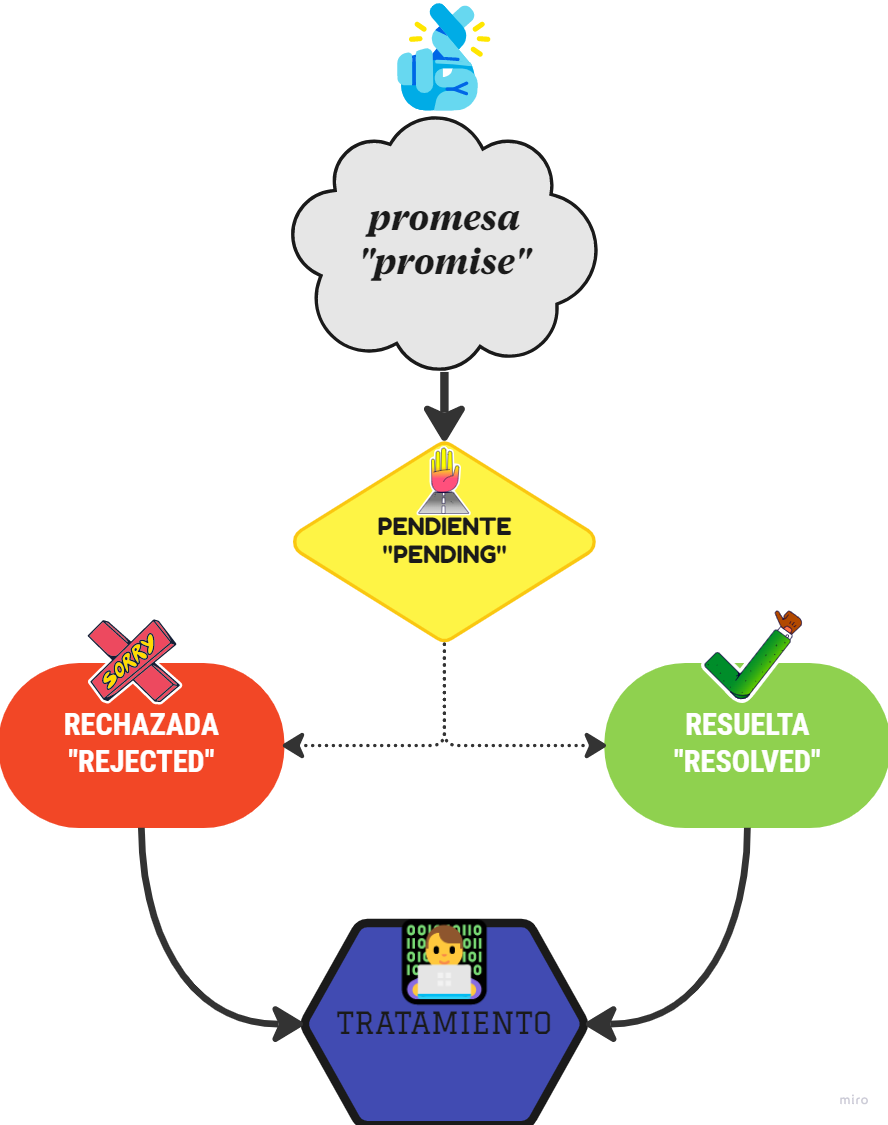 promesa
"promise"
PENDIENTE
"PENDING"
SORRY
RECHAZADA
"REJECTED"
RESUELTA
"RESOLVED"
TRATAMIENTO
miro